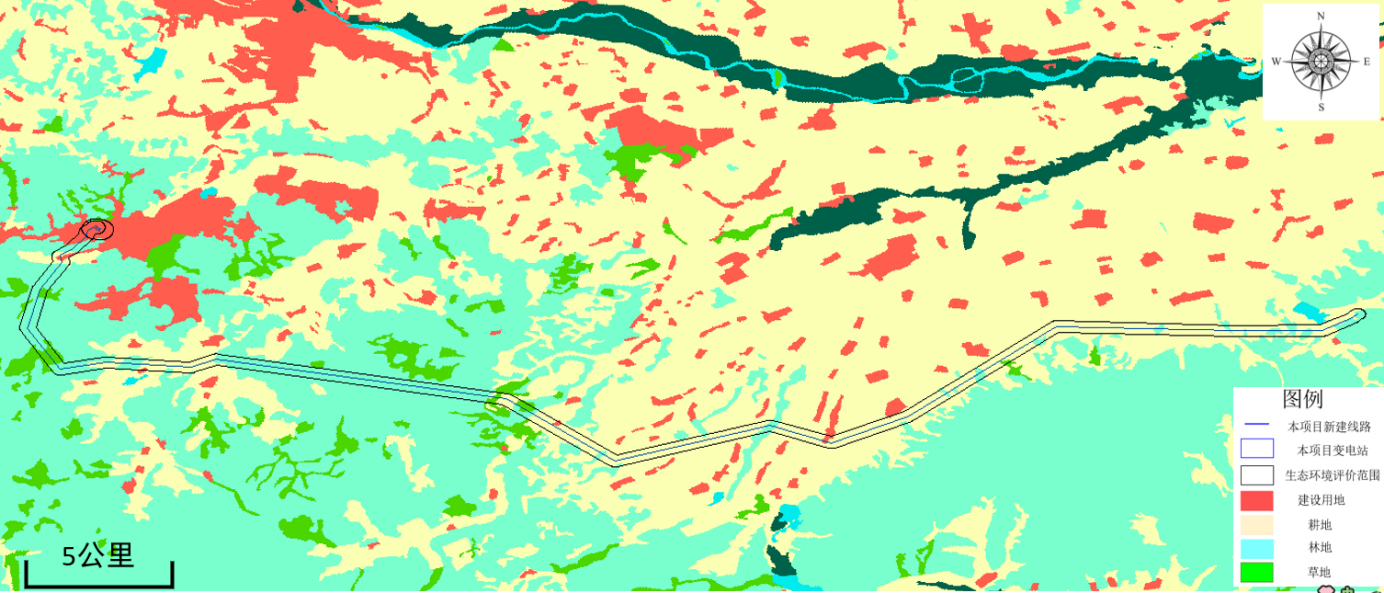 N
W E
S
图例
本项目新建线路
本项目变电站
生态环境评价范围
建设用地
耕地
林地
草地
5公里